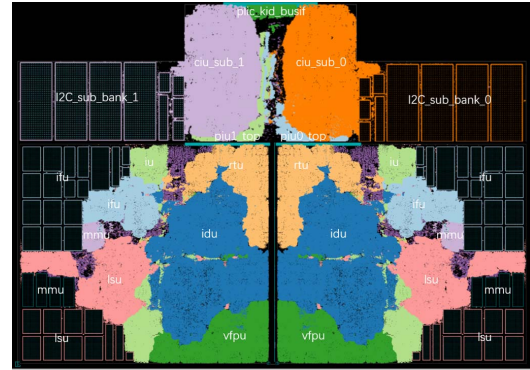 plic_kid_busif
ciu_sub_1
ciu_sub_0
I2C_sub_bank_1
I2C_sub_bank_0
piu1_top
piu0_top
iu
rtu
rtu
iu
ifu
ifu
ifu
ifu
mmu
idu
idu
mmu
lsu
lsu
mmu
mmu
lsu
vfpu
vfpu
lsu